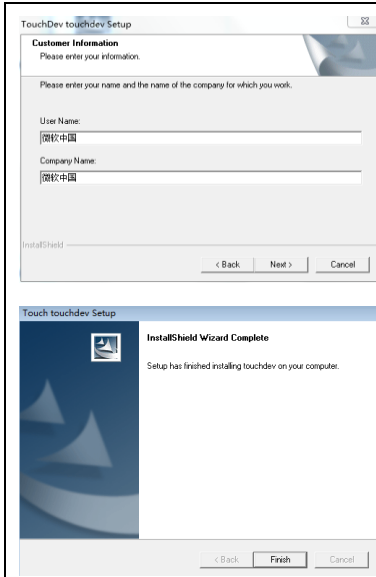 TouchDev touchdev Setup
Customer Information
Please enter your information.
Please enter your name and the name of the company for which you work.
User Name:
微软中国
Company Name:
微软中国
InstallShield
< Back Next > Cancel
Touch touchdev Setup
InstallShield Wizard Complete
Setup has finished installing touchdev on your computer.
< Back Finish Cancel